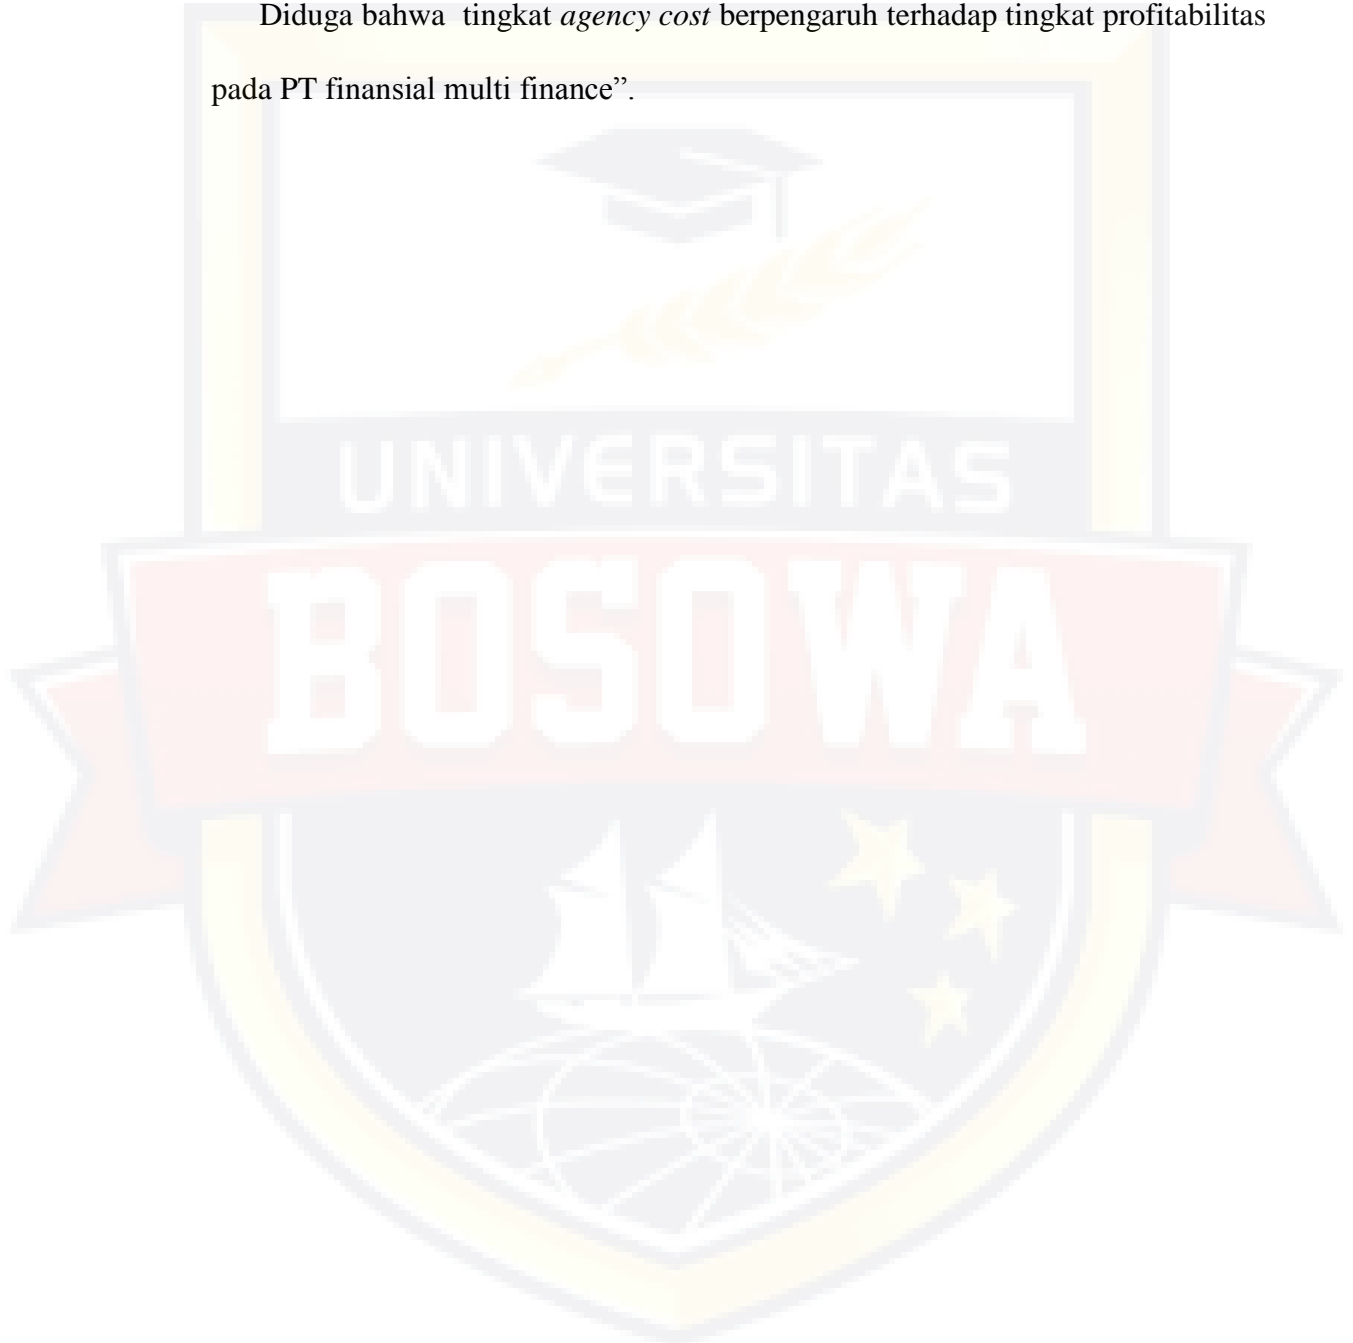 Diduga bahwa  tingkat agency cost berpengaruh terhadap tingkat profitabilitas
pada PT finansial multi finance”.
UNIVERSITAS
BOSOWA